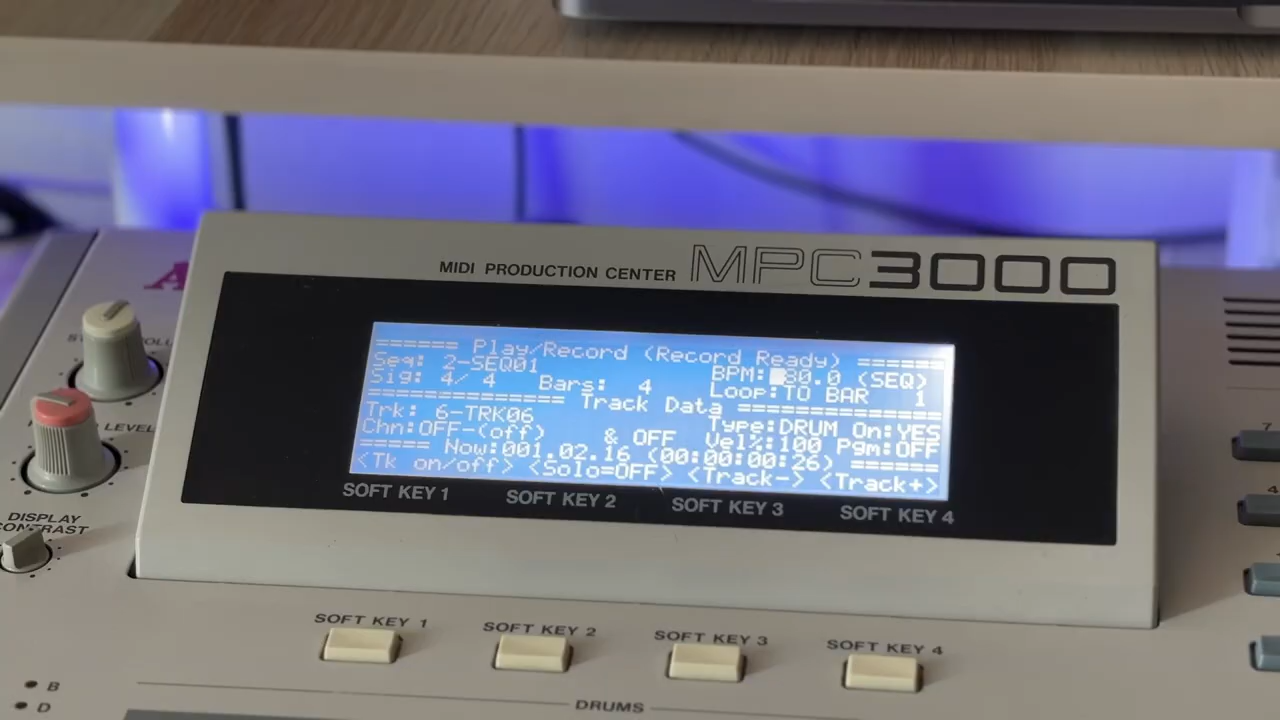 MIDI PRODUCTION CENTER MPC3000
====== Play/Record (Record Ready) ======
Seq: 2-SEQ01 BPM: 80.0 (SEQ)
Sig: 4/ 4 Bars: 4 Loop:TO BAR 1
============= Track Data ==============
Trk: 6-TRK06 Type:DRUM On:YES
Chn:OFF-(off) & OFF Vel%:100 Pgm:OFF
===== Now:001.02.16 (00:00:00:26) ======
<Tk on/off> <Solo=OFF> <Track-> <Track+>
SOFT KEY 1 SOFT KEY 2 SOFT KEY 3 SOFT KEY 4
A
LEVEL
DISPLAY
CONTRAST
7
4
SOFT KEY 1 SOFT KEY 2 SOFT KEY 3 SOFT KEY 4
B
D
DRUMS